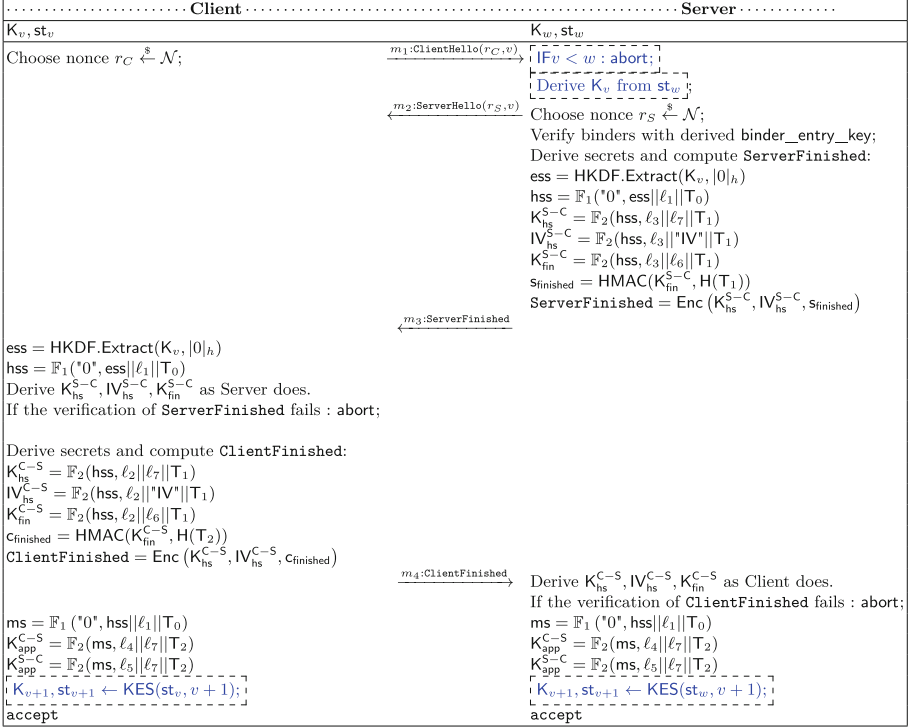 Client Server
K_v, st_v K_w, st_w
Choose nonce r_C ←$ N; m_1:ClientHello(r_C, v) IF v < w : abort;
Derive K_v from st_w;
m_2:ServerHello(r_S, v) Choose nonce r_S ←$ N;
Verify binders with derived binder_entry_key;
Derive secrets and compute ServerFinished:
ess = HKDF.Extract(K_v, |0|_h)
hss = 𝔽_1("0", ess||ℓ_1||T_0)
K_hs^{S−C} = 𝔽_2(hss, ℓ_3||ℓ_7||T_1)
IV_hs^{S−C} = 𝔽_2(hss, ℓ_3||"IV"||T_1)
K_fin^{S−C} = 𝔽_2(hss, ℓ_3||ℓ_6||T_1)
s_finished = HMAC(K_fin^{S−C}, H(T_1))
ServerFinished = Enc(K_hs^{S−C}, IV_hs^{S−C}, s_finished)
m_3:ServerFinished
ess = HKDF.Extract(K_v, |0|_h)
hss = 𝔽_1("0", ess||ℓ_1||T_0)
Derive K_hs^{S−C}, IV_hs^{S−C}, K_fin^{S−C} as Server does.
If the verification of ServerFinished fails : abort;
Derive secrets and compute ClientFinished:
K_hs^{C−S} = 𝔽_2(hss, ℓ_2||ℓ_7||T_1)
IV_hs^{C−S} = 𝔽_2(hss, ℓ_2||"IV"||T_1)
K_fin^{C−S} = 𝔽_2(hss, ℓ_2||ℓ_6||T_1)
c_finished = HMAC(K_fin^{C−S}, H(T_2))
ClientFinished = Enc(K_hs^{C−S}, IV_hs^{C−S}, c_finished)
m_4:ClientFinished Derive K_hs^{C−S}, IV_hs^{C−S}, K_fin^{C−S} as Client does.
If the verification of ClientFinished fails : abort;
ms = 𝔽_1("0", hss||ℓ_1||T_0) ms = 𝔽_1("0", hss||ℓ_1||T_0)
K_app^{C−S} = 𝔽_2(ms, ℓ_4||ℓ_7||T_2) K_app^{C−S} = 𝔽_2(ms, ℓ_4||ℓ_7||T_2)
K_app^{S−C} = 𝔽_2(ms, ℓ_5||ℓ_7||T_2) K_app^{S−C} = 𝔽_2(ms, ℓ_5||ℓ_7||T_2)
K_{v+1}, st_{v+1} ← KES(st_v, v + 1); K_{v+1}, st_{v+1} ← KES(st_w, v + 1);
accept accept